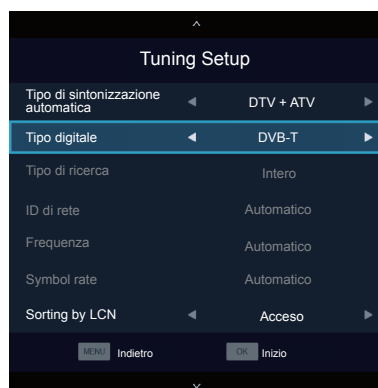 Tuning Setup
Tipo di sintonizzazione
automatica
DTV + ATV
Tipo digitale
DVB-T
Tipo di ricerca
Intero
ID di rete
Automatico
Frequenza
Automatico
Symbol rate
Automatico
Sorting by LCN
Acceso
MENU Indietro
OK Inizio